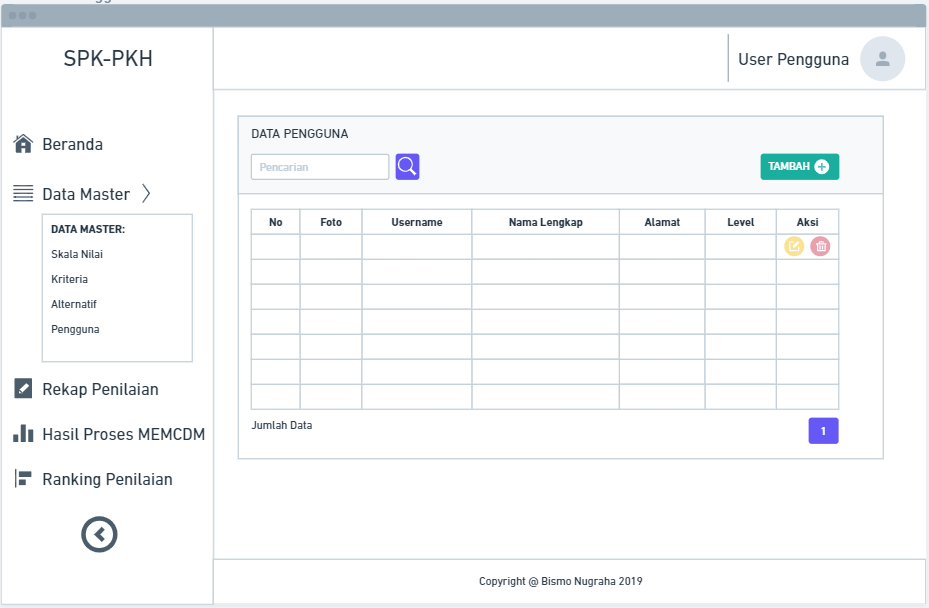 SPK-PKH
User Pengguna
Beranda
Data Master
DATA MASTER:
Skala Nilai
Kriteria
Alternatif
Pengguna
Rekap Penilaian
Hasil Proses MEMCDM
Ranking Penilaian
DATA PENGGUNA
Pencarian
TAMBAH
No Foto Username Nama Lengkap Alamat Level Aksi
Jumlah Data
1
Copyright @ Bismo Nugraha 2019